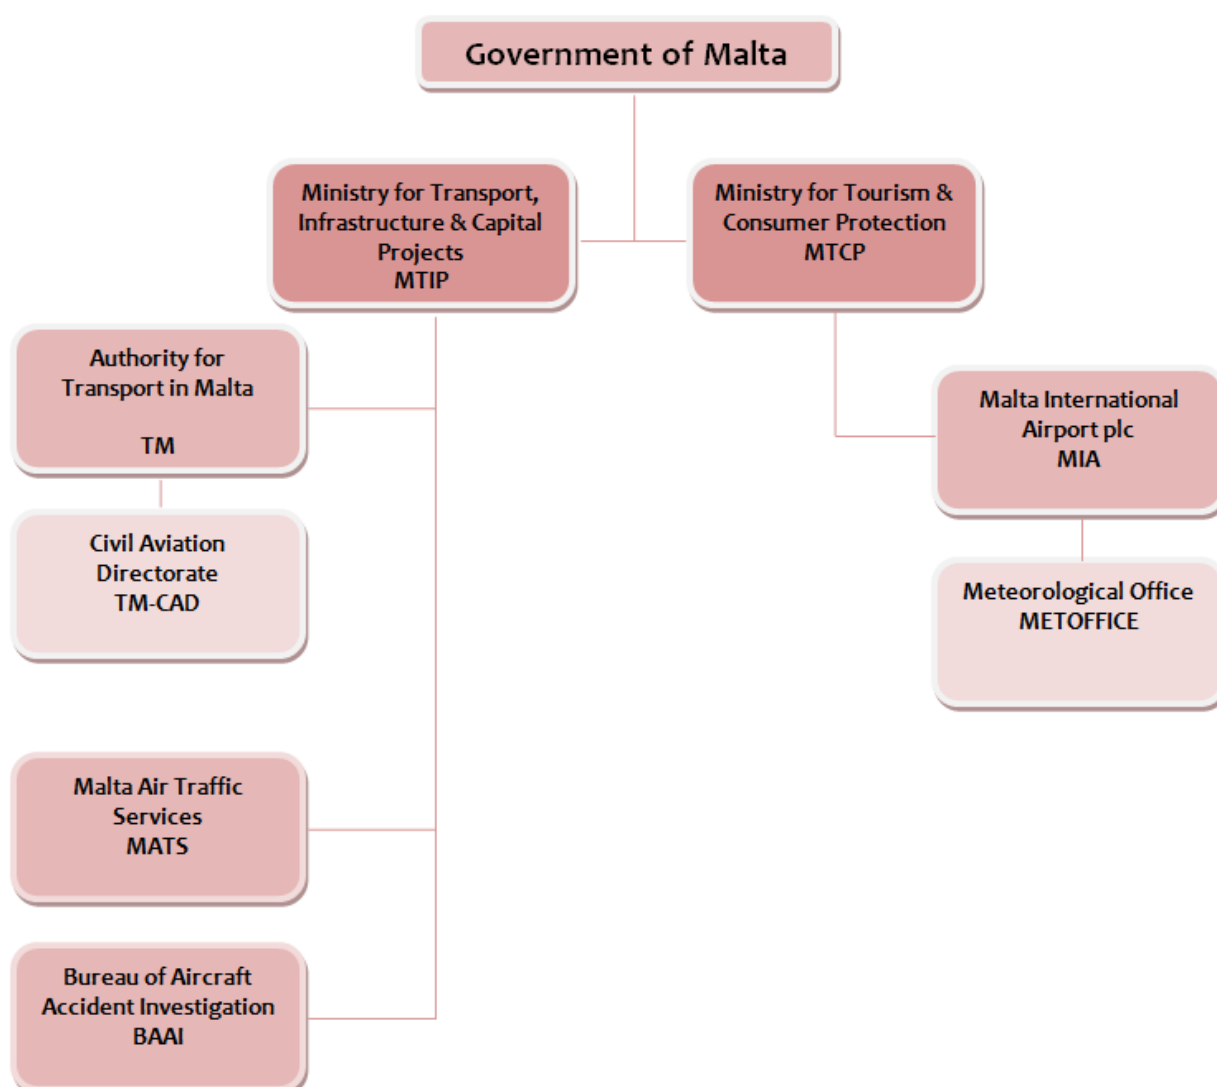 Government of Malta
Ministry for Transport,
Infrastructure & Capital
Projects
MTIP
Ministry for Tourism &
Consumer Protection
MTCP
Authority for
Transport in Malta
TM
Civil Aviation
Directorate
TM-CAD
Malta Air Traffic
Services
MATS
Bureau of Aircraft
Accident Investigation
BAAI
Malta International
Airport plc
MIA
Meteorological Office
METOFFICE